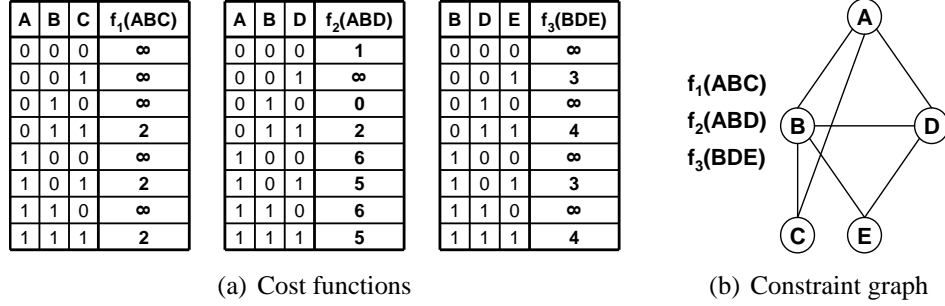 A B C f₁(ABC)
0 0 0 ∞
0 0 1 ∞
0 1 0 ∞
0 1 1 2
1 0 0 ∞
1 0 1 2
1 1 0 ∞
1 1 1 2
A B D f₂(ABD)
0 0 0 1
0 0 1 ∞
0 1 0 0
0 1 1 2
1 0 0 6
1 0 1 5
1 1 0 6
1 1 1 5
B D E f₃(BDE)
0 0 0 ∞
0 0 1 3
0 1 0 ∞
0 1 1 4
1 0 0 ∞
1 0 1 3
1 1 0 ∞
1 1 1 4
(a) Cost functions
f₁(ABC)
f₂(ABD)
f₃(BDE)
A
B
D
C
E
(b) Constraint graph